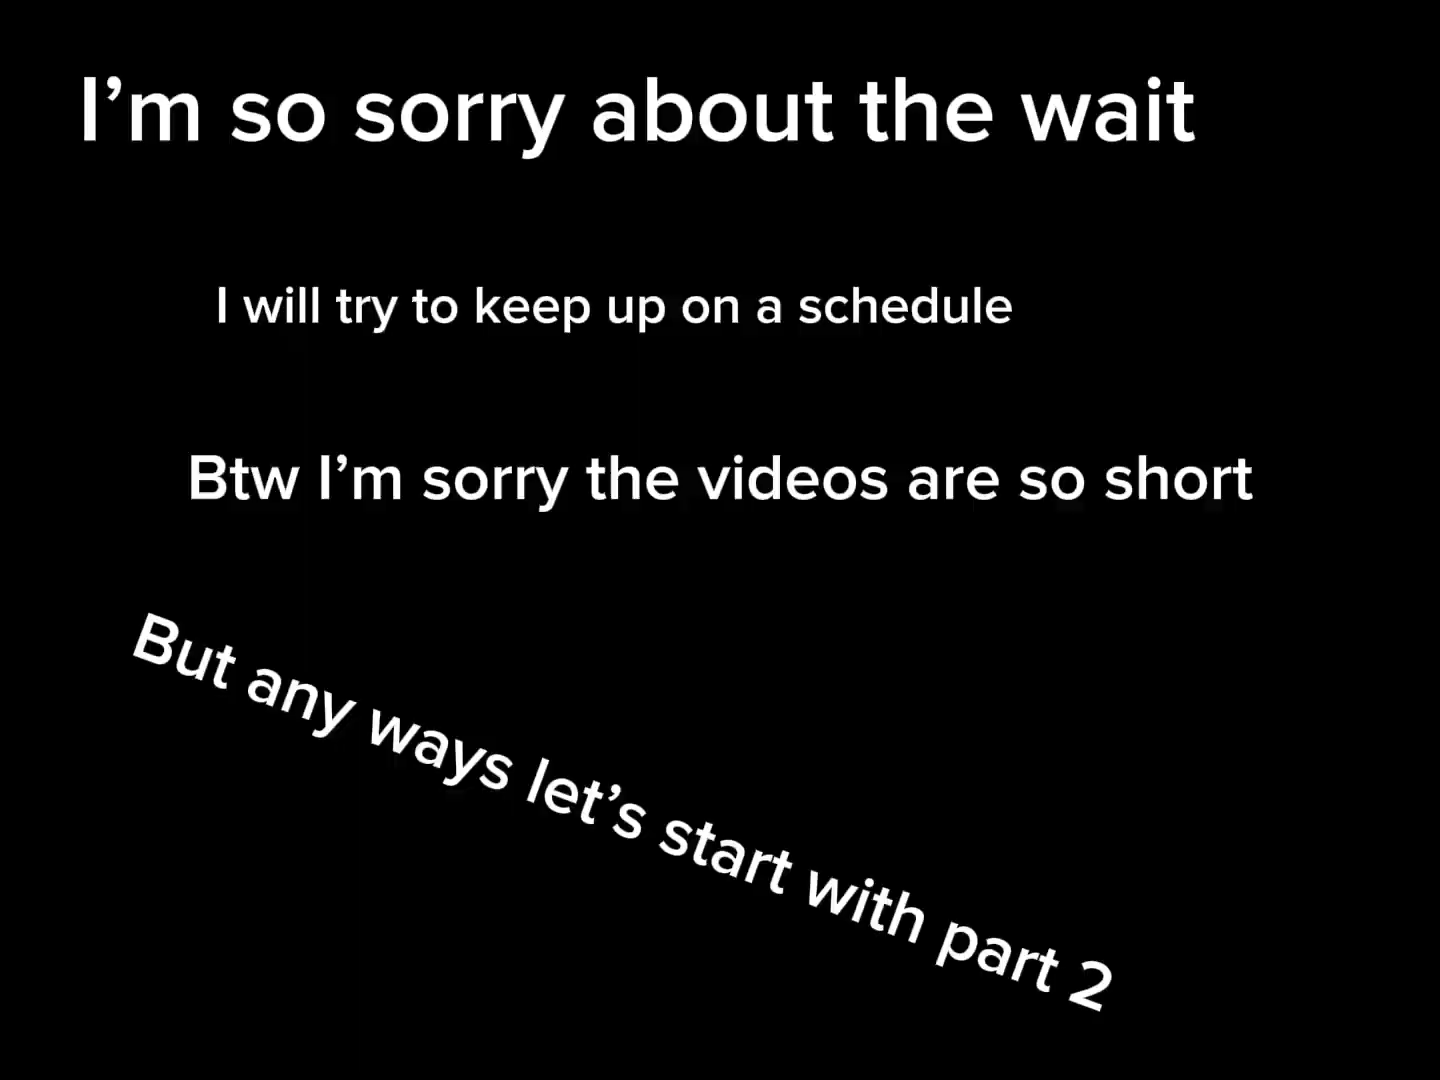 I’m so sorry about the wait
I will try to keep up on a schedule
Btw I’m sorry the videos are so short
But any ways let’s start with part 2